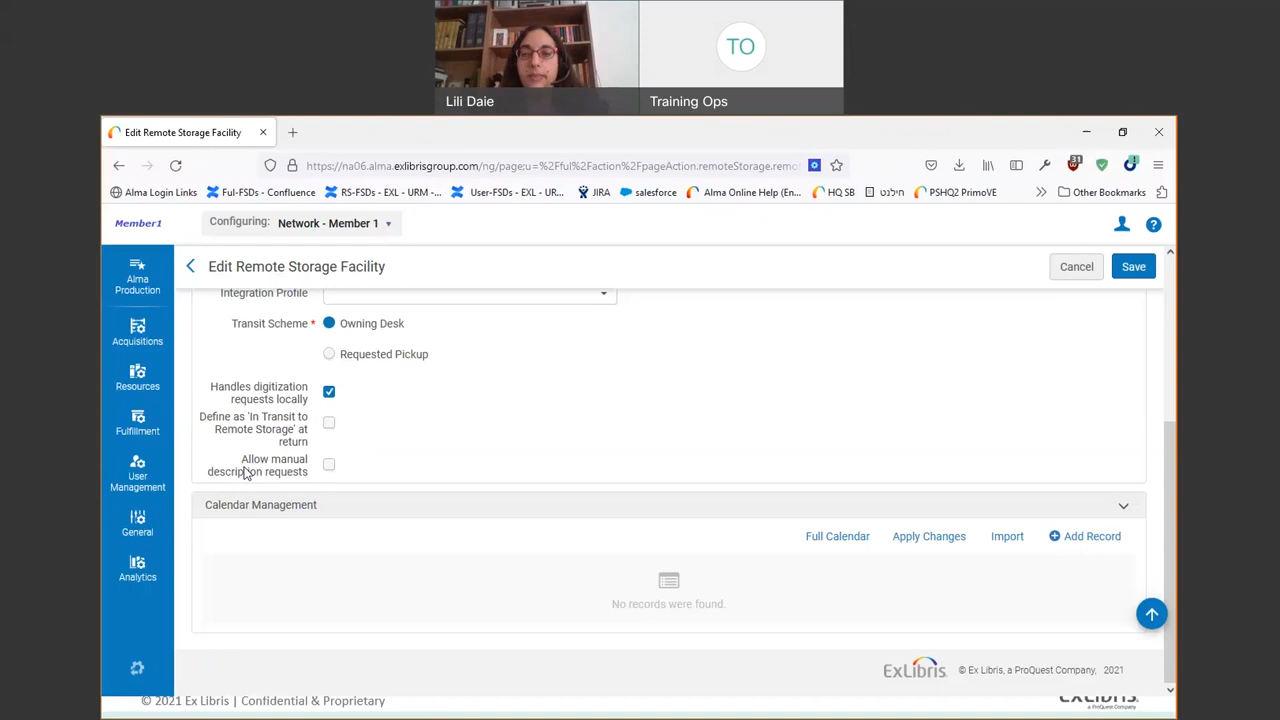 TO
Lili Daie
Training Ops
Edit Remote Storage Facility
https://na06.alma.exlibrisgroup.com/ng/page;u=%2Fful%2Faction%2FpageAction.remoteStorage.remo
31
Alma Login Links
Ful-FSDs - Confluence
RS-FSDs - EXL - URM -...
User-FSDs - EXL - UR...
JIRA
salesforce
Alma Online Help (En...
HQ SB
חילנט
PSHQ2 PrimoVE
Other Bookmarks
Member1
Configuring:
Network - Member 1
Alma
Production
Acquisitions
Resources
Fulfillment
User
Management
General
Analytics
Edit Remote Storage Facility
Cancel
Save
Integration Profile
Transit Scheme *
Owning Desk
Requested Pickup
Handles digitization
requests locally
Define as 'In Transit to
Remote Storage' at
return
Allow manual
description requests
Calendar Management
Full Calendar
Apply Changes
Import
Add Record
No records were found.
ExLibris
© Ex Libris, a ProQuest Company, 2021
© 2021 Ex Libris | Confidential & Proprietary
ExLibris
a ProQuest Company